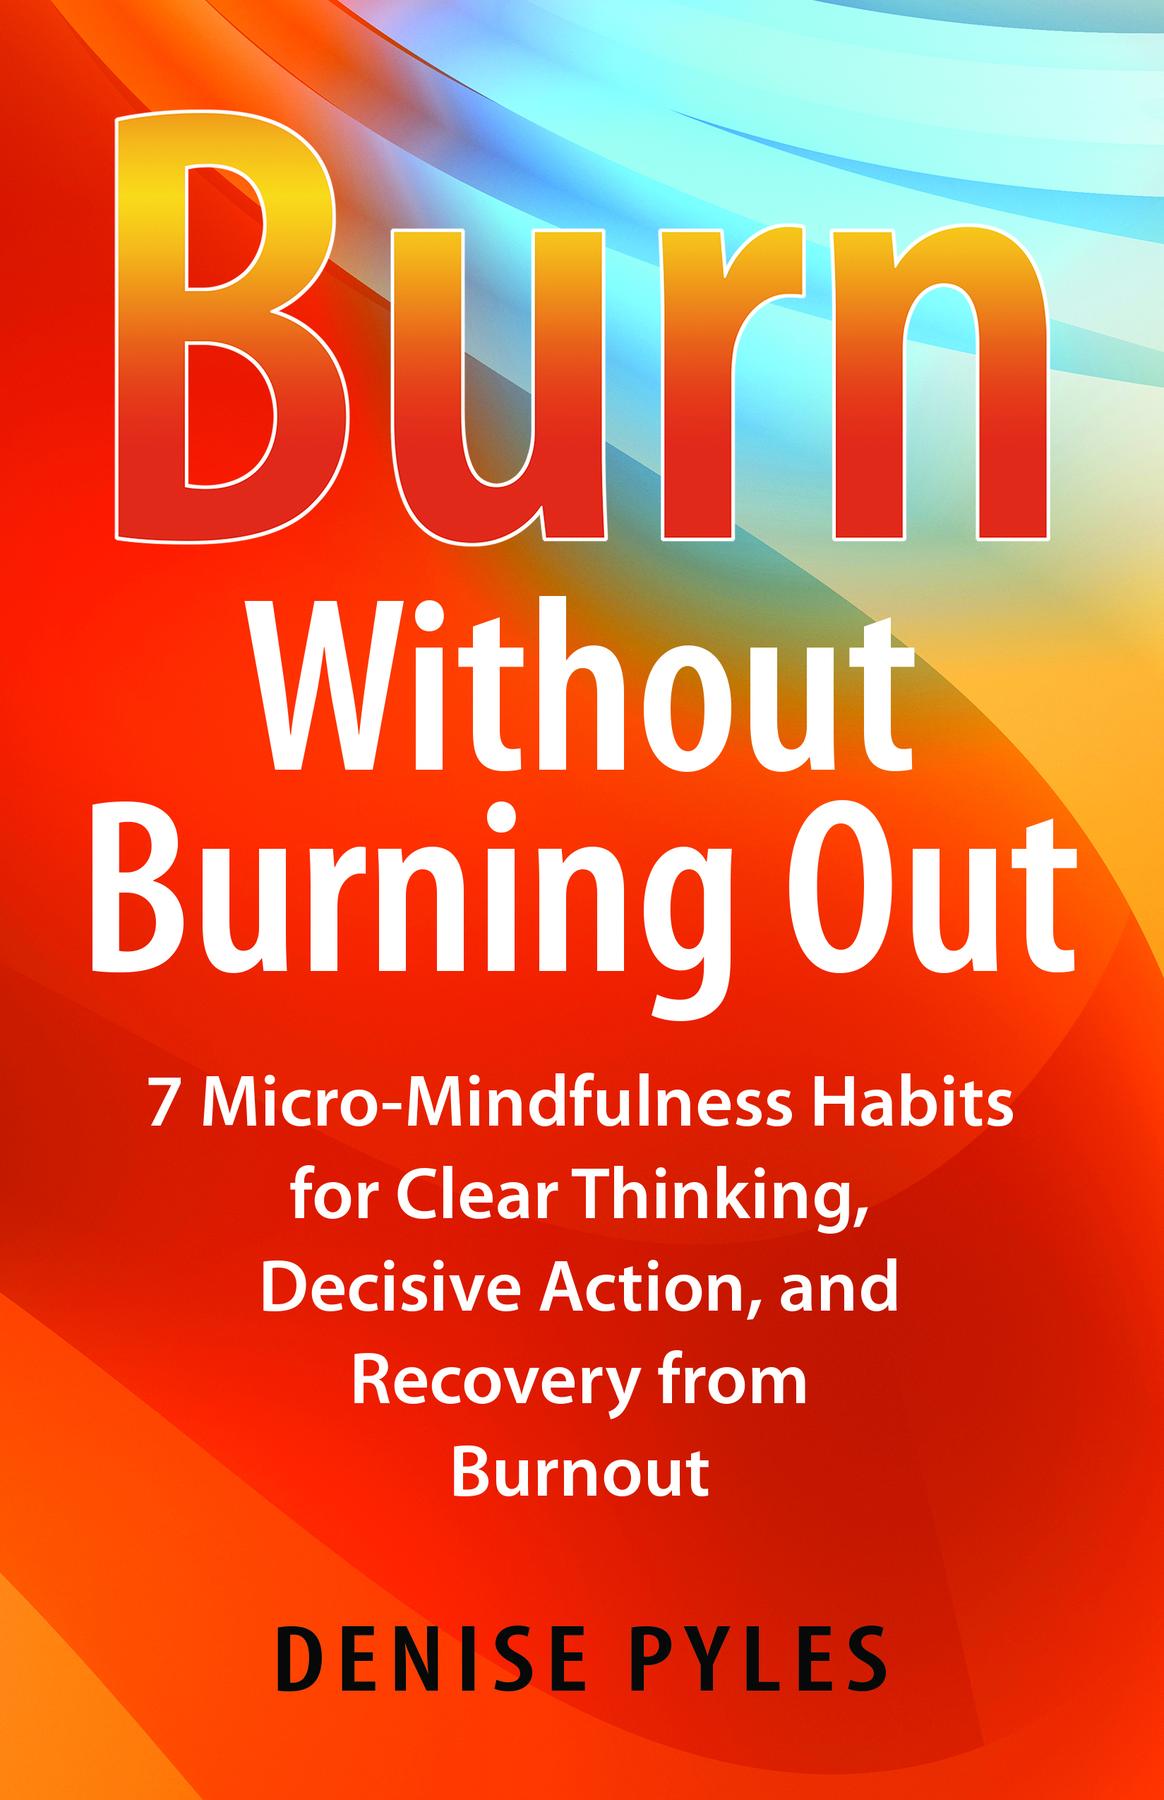 Burn
Without
Burning Out
7 Micro-Mindfulness Habits
for Clear Thinking,
Decisive Action, and
Recovery from
Burnout
DENISE PYLES